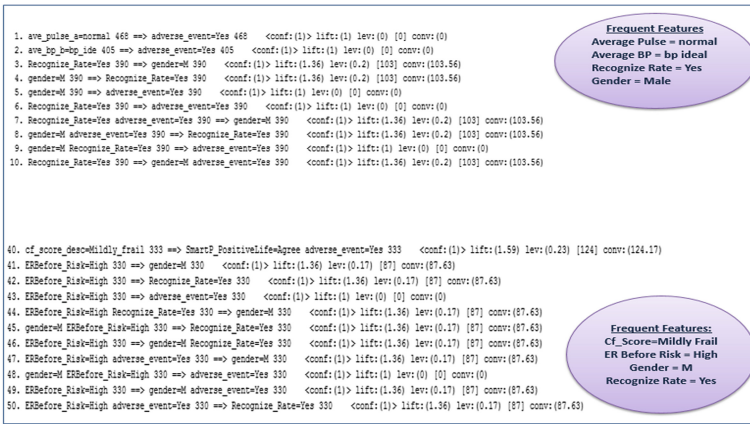 1. ave_pulse_a=normal 468 ==> adverse_event=Yes 468 <conf:(1)> lift:(1) lev:(0) [0] conv:(0)
2. ave_bp_b=bp_ide 405 ==> adverse_event=Yes 405 <conf:(1)> lift:(1) lev:(0) [0] conv:(0)
3. Recognize_Rate=Yes 390 ==> gender=M 390 <conf:(1)> lift:(1.36) lev:(0.2) [103] conv:(103.56)
4. gender=M 390 ==> Recognize_Rate=Yes 390 <conf:(1)> lift:(1.36) lev:(0.2) [103] conv:(103.56)
5. gender=M 390 ==> adverse_event=Yes 390 <conf:(1)> lift:(1) lev:(0) [0] conv:(0)
6. Recognize_Rate=Yes 390 ==> adverse_event=Yes 390 <conf:(1)> lift:(1) lev:(0) [0] conv:(0)
7. Recognize_Rate=Yes adverse_event=Yes 390 ==> gender=M 390 <conf:(1)> lift:(1.36) lev:(0.2) [103] conv:(103.56)
8. gender=M adverse_event=Yes 390 ==> Recognize_Rate=Yes 390 <conf:(1)> lift:(1.36) lev:(0.2) [103] conv:(103.56)
9. gender=M Recognize_Rate=Yes 390 ==> adverse_event=Yes 390 <conf:(1)> lift:(1) lev:(0) [0] conv:(0)
10. Recognize_Rate=Yes 390 ==> gender=M adverse_event=Yes 390 <conf:(1)> lift:(1.36) lev:(0.2) [103] conv:(103.56)
Frequent Features
Average Pulse = normal
Average BP = bp ideal
Recognize Rate = Yes
Gender = Male
40. cf_score_desc=Mildly_frail 333 ==> SmartP_PositiveLife=Agree adverse_event=Yes 333 <conf:(1)> lift:(1.59) lev:(0.23) [124] conv:(124.17)
41. ERBefore_Risk=High 330 ==> gender=M 330 <conf:(1)> lift:(1.36) lev:(0.17) [87] conv:(87.63)
42. ERBefore_Risk=High 330 ==> Recognize_Rate=Yes 330 <conf:(1)> lift:(1.36) lev:(0.17) [87] conv:(87.63)
43. ERBefore_Risk=High 330 ==> adverse_event=Yes 330 <conf:(1)> lift:(1) lev:(0) [0] conv:(0)
44. ERBefore_Risk=High Recognize_Rate=Yes 330 ==> gender=M 330 <conf:(1)> lift:(1.36) lev:(0.17) [87] conv:(87.63)
45. gender=M ERBefore_Risk=High 330 ==> Recognize_Rate=Yes 330 <conf:(1)> lift:(1.36) lev:(0.17) [87] conv:(87.63)
46. ERBefore_Risk=High 330 ==> gender=M Recognize_Rate=Yes 330 <conf:(1)> lift:(1.36) lev:(0.17) [87] conv:(87.63)
47. ERBefore_Risk=High adverse_event=Yes 330 ==> gender=M 330 <conf:(1)> lift:(1.36) lev:(0.17) [87] conv:(87.63)
48. gender=M ERBefore_Risk=High 330 ==> adverse_event=Yes 330 <conf:(1)> lift:(1) lev:(0) [0] conv:(0)
49. ERBefore_Risk=High 330 ==> gender=M adverse_event=Yes 330 <conf:(1)> lift:(1.36) lev:(0.17) [87] conv:(87.63)
50. ERBefore_Risk=High adverse_event=Yes 330 ==> Recognize_Rate=Yes 330 <conf:(1)> lift:(1.36) lev:(0.17) [87] conv:(87.63)
Frequent Features:
Cf_Score=Mildly Frail
ER Before Risk = High
Gender = M
Recognize Rate = Yes